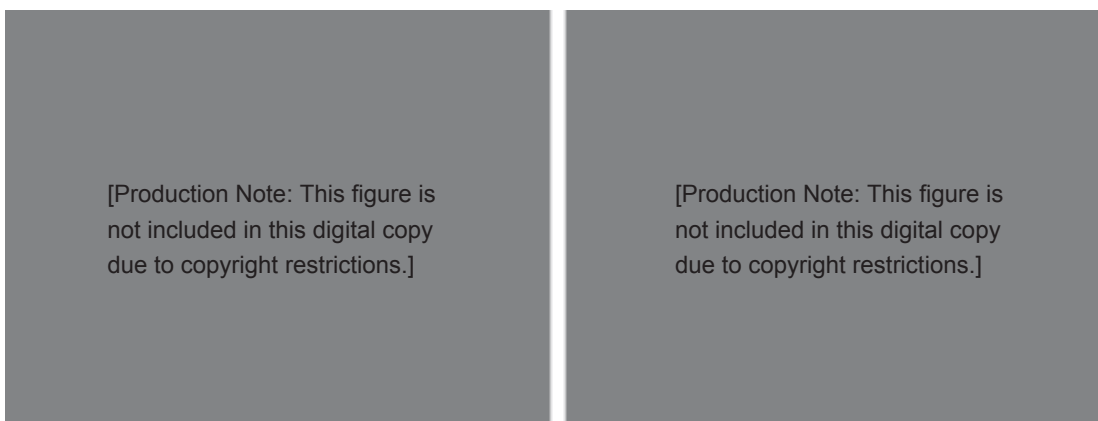 [Production Note: This figure is
not included in this digital copy
due to copyright restrictions.]
[Production Note: This figure is
not included in this digital copy
due to copyright restrictions.]